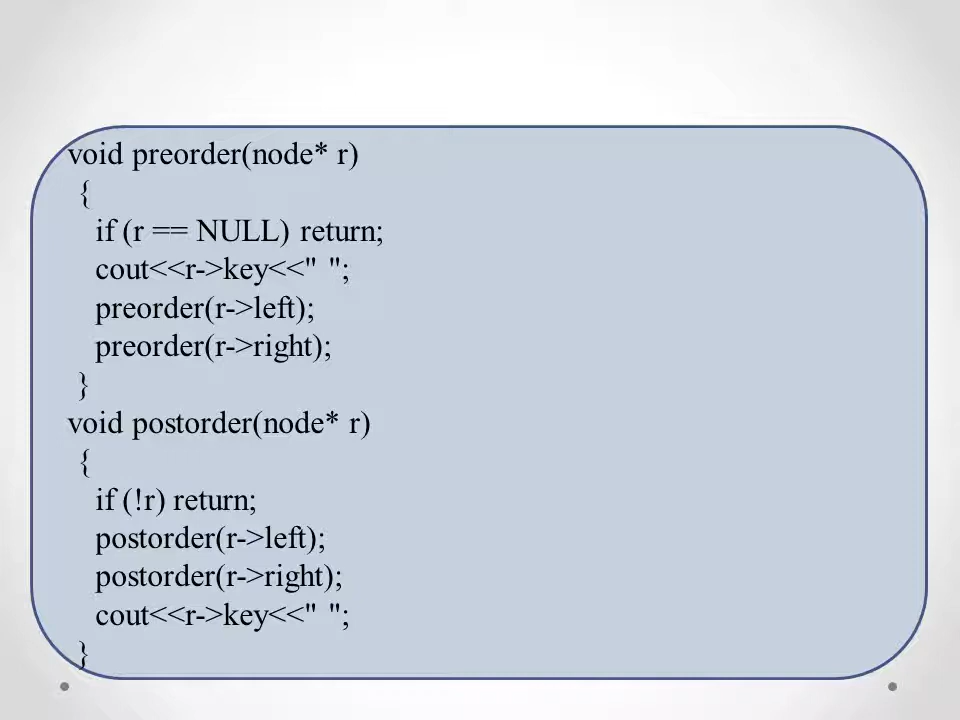 void preorder(node* r)
{
if (r == NULL) return;
cout<<r->key<<" ";
preorder(r->left);
preorder(r->right);
}
void postorder(node* r)
{
if (!r) return;
postorder(r->left);
postorder(r->right);
cout<<r->key<<" ";
}